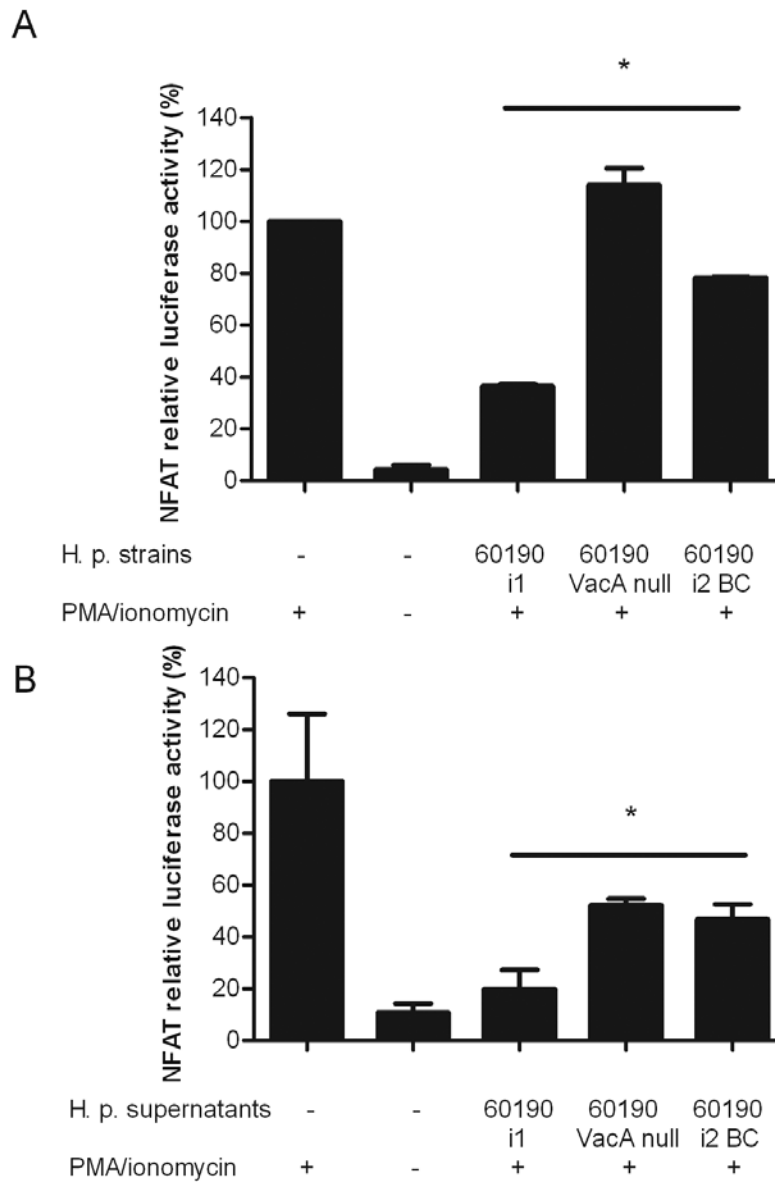 A
*
NFAT relative luciferase activity (%)
140
120
100
80
60
40
20
0
H. p. strains - - 60190 60190 60190
i1 VacA null i2 BC
PMA/ionomycin + - + + +
B
*
NFAT relative luciferase activity (%)
140
120
100
80
60
40
20
0
H. p. supernatants - - 60190 60190 60190
i1 VacA null i2 BC
PMA/ionomycin + - + + +